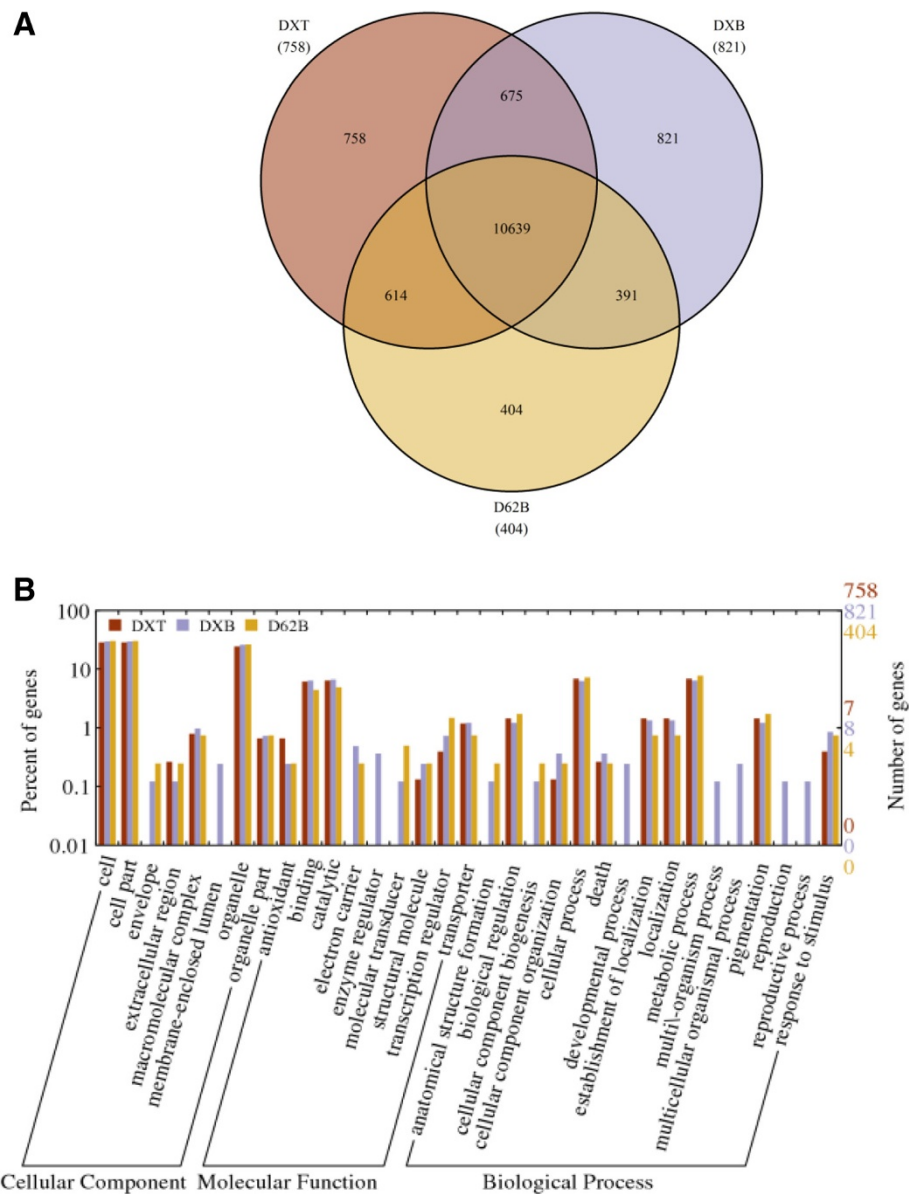 A
DXT
(758)
DXB
(821)
675
758
821
10639
614
391
404
D62B
(404)
B
758
821
404
100
10
1
0.1
0.01
DXT DXB D62B
Percent of genes
7
8
4
0
0
0
Number of genes
cell
cell part
envelope
extracellular region
macromolecular complex
membrane-enclosed lumen
organelle
organelle part
antioxidant
binding
catalytic
electron carrier
enzyme regulator
molecular transducer
structural molecule
transcription regulator
transporter
anatomical structure formation
biological regulation
cellular component biogenesis
cellular component organization
cellular process
death
developmental process
establishment of localization
localization
metabolic process
multi\-organism process
multicellular organismal process
pigmentation
reproduction
reproductive process
response to stimulus
Cellular Component Molecular Function Biological Process